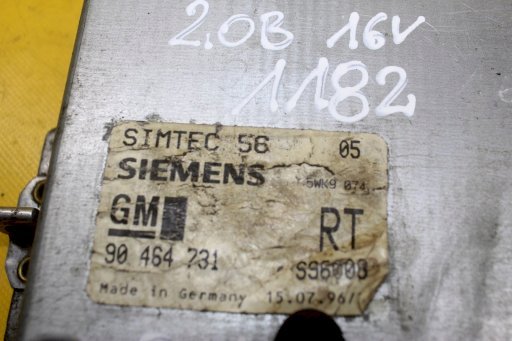 2.0B 16V
1182
SIMTEC 56 05
SIEMENS 5WK9 074
GM RT
90 464 731 S96008
Made in Germany 15.07.96/